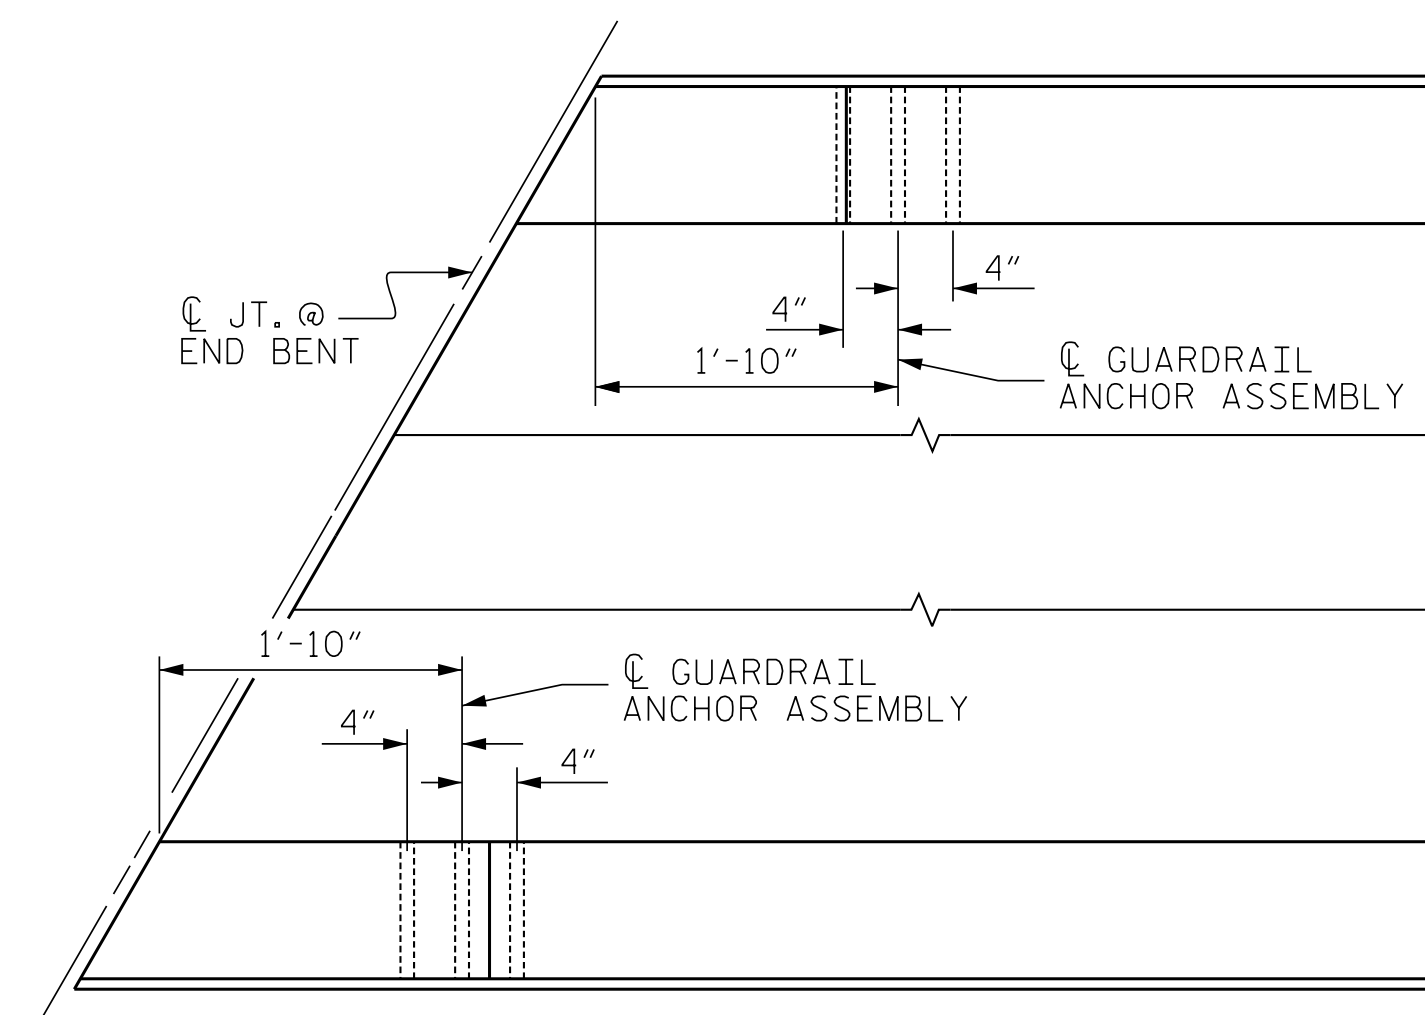 4″
4″
℄ JT. @
END BENT
1′-10″
℄ GUARDRAIL
ANCHOR ASSEMBLY
1′-10″
℄ GUARDRAIL
ANCHOR ASSEMBLY
4″
4″